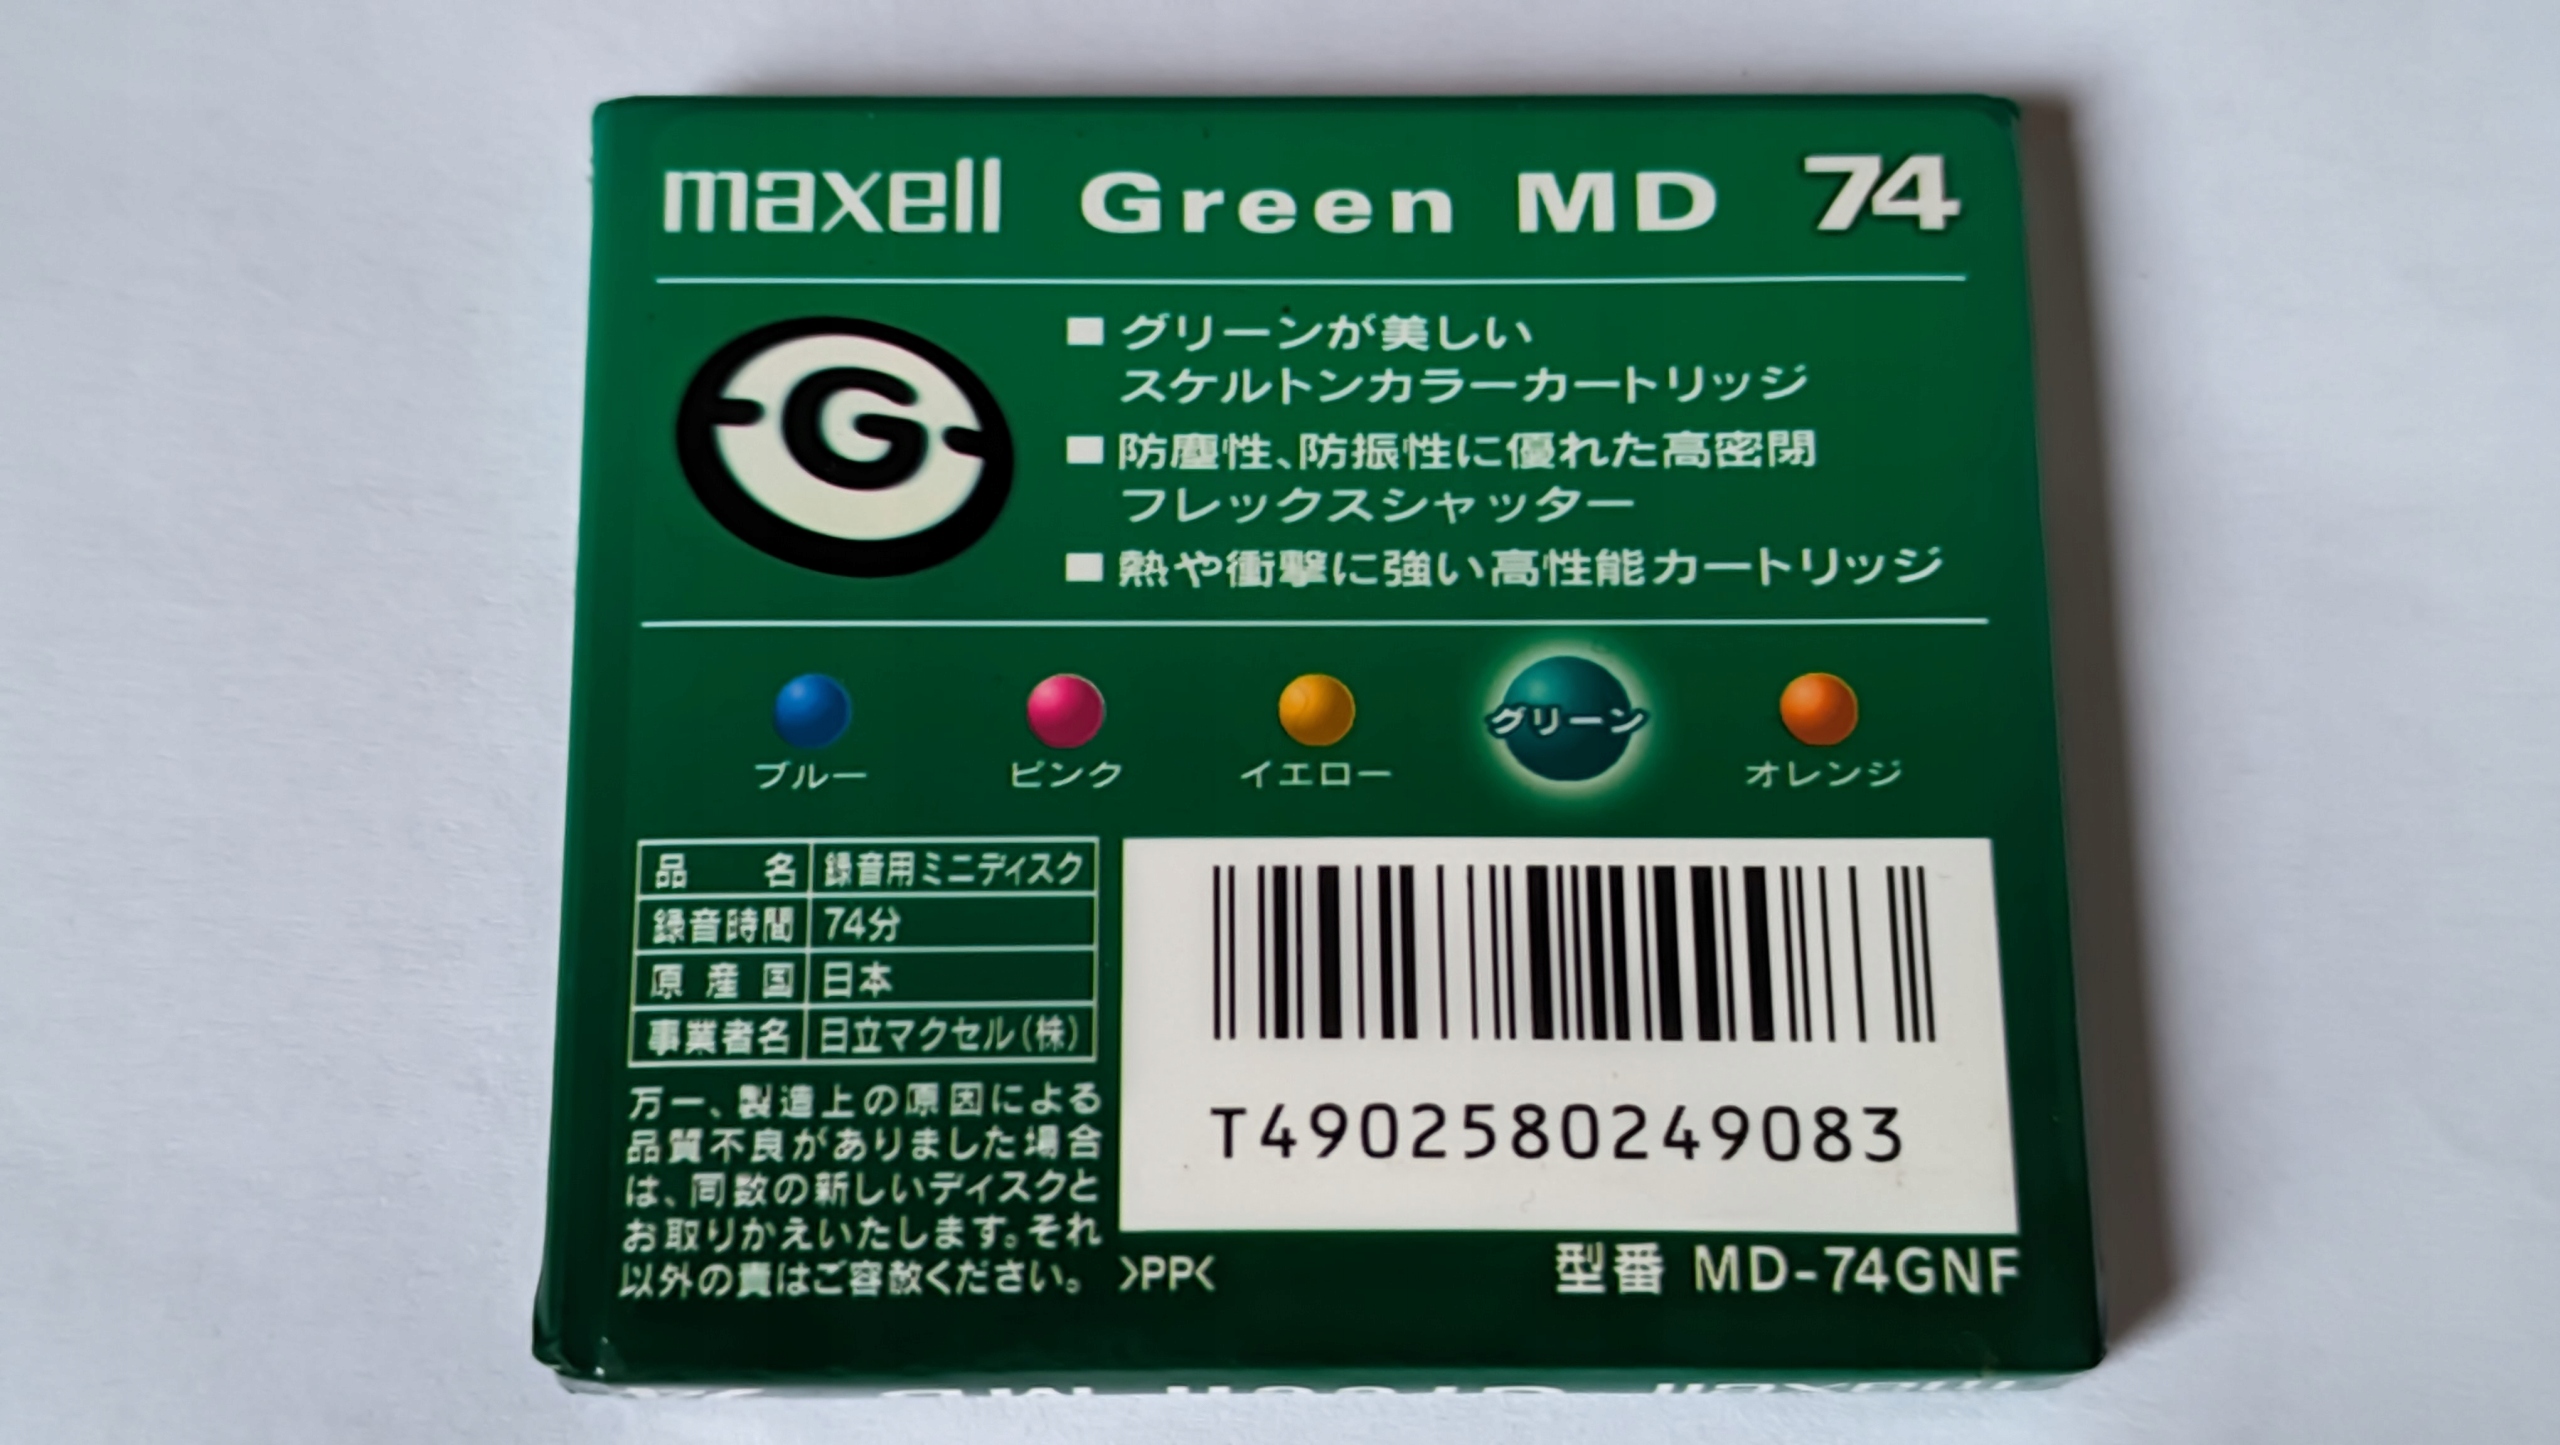 maxell Green MD 74
G
■ グリーンが美しい
スケルトンカラーカートリッジ
■ 防塵性、防振性に優れた高密閉
フレックスシャッター
■ 熱や衝撃に強い高性能カートリッジ
ブルー ピンク イエロー グリーン オレンジ
品名 録音用ミニディスク
録音時間 74分
原産国 日本
事業者名 日立マクセル(株)
万一、製造上の原因による
品質不良がありました場合
は、同数の新しいディスクと
お取りかえいたします。それ
以外の責はご容赦ください。
T4902580249083
>PP<
型番 MD-74GNF
maxell Green MD 74